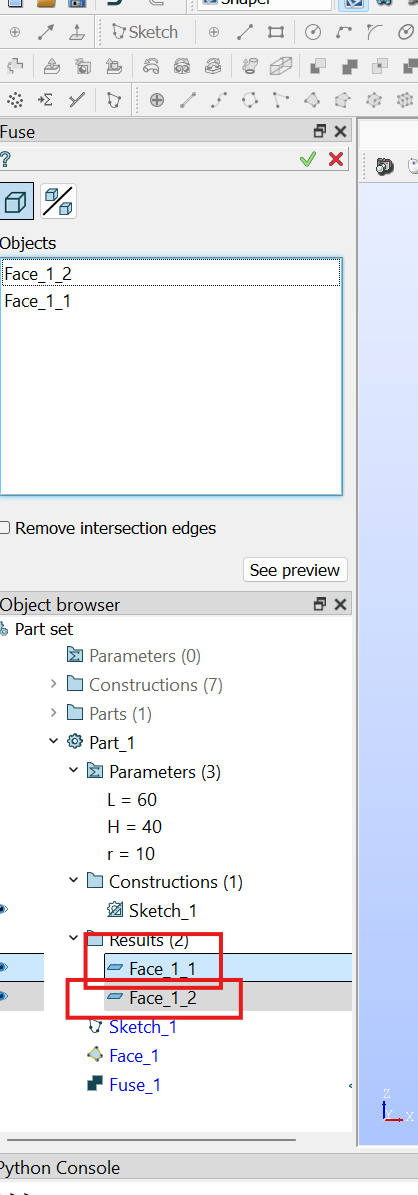 Shaper
Sketch
Fuse
?
Objects
Face_1_2
Face_1_1
Remove intersection edges
See preview
Object browser
Part set
Parameters (0)
Constructions (7)
Parts (1)
Part_1
Parameters (3)
L = 60
H = 40
r = 10
Constructions (1)
Sketch_1
Results (2)
Face_1_1
Face_1_2
Sketch_1
Face_1
Fuse_1
Z
Y X
Python Console
>>>